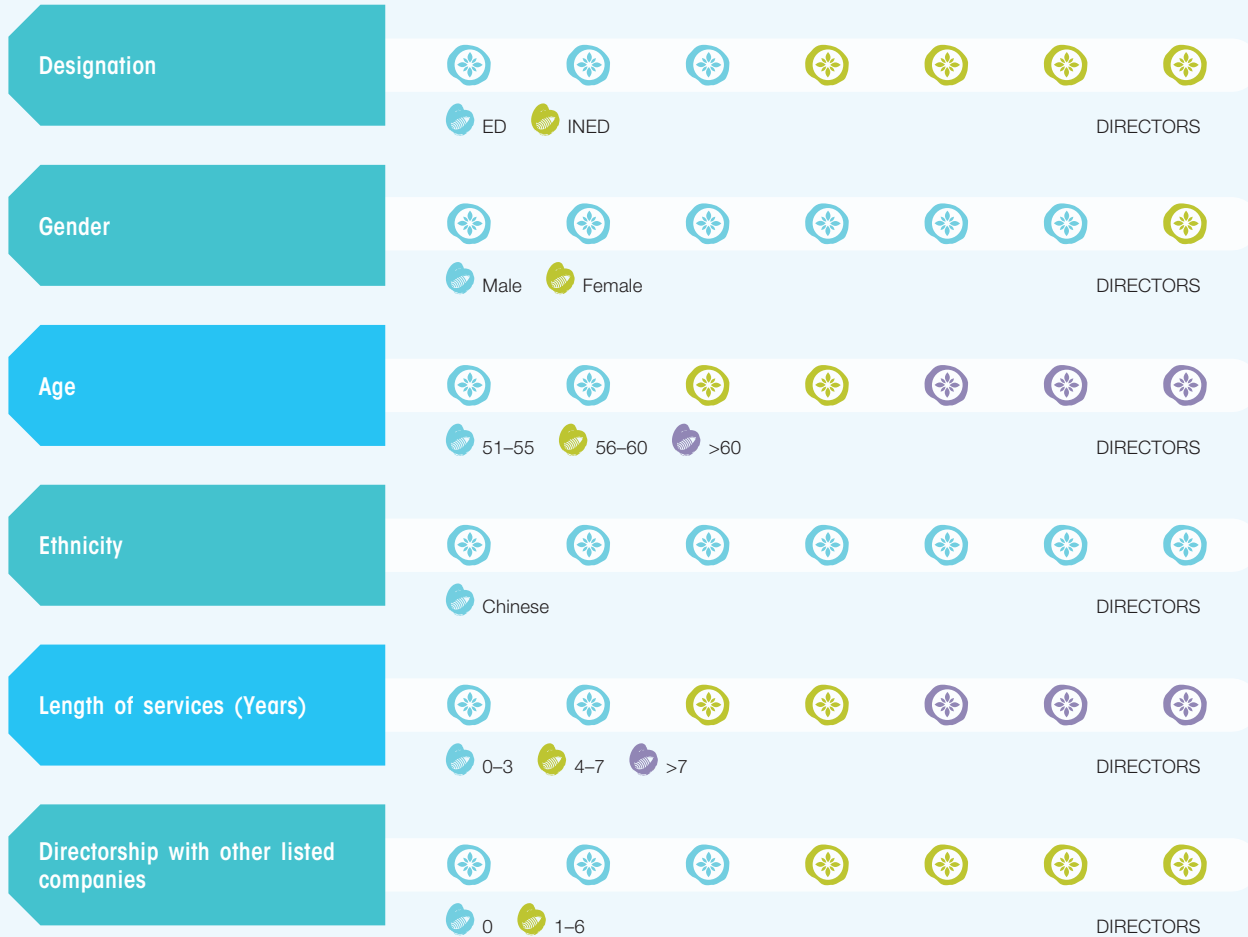 Designation
ED INED DIRECTORS
Gender
Male Female DIRECTORS
Age
51–55 56–60 >60 DIRECTORS
Ethnicity
Chinese DIRECTORS
Length of services (Years)
0–3 4–7 >7 DIRECTORS
Directorship with other listed
companies
0 1–6 DIRECTORS